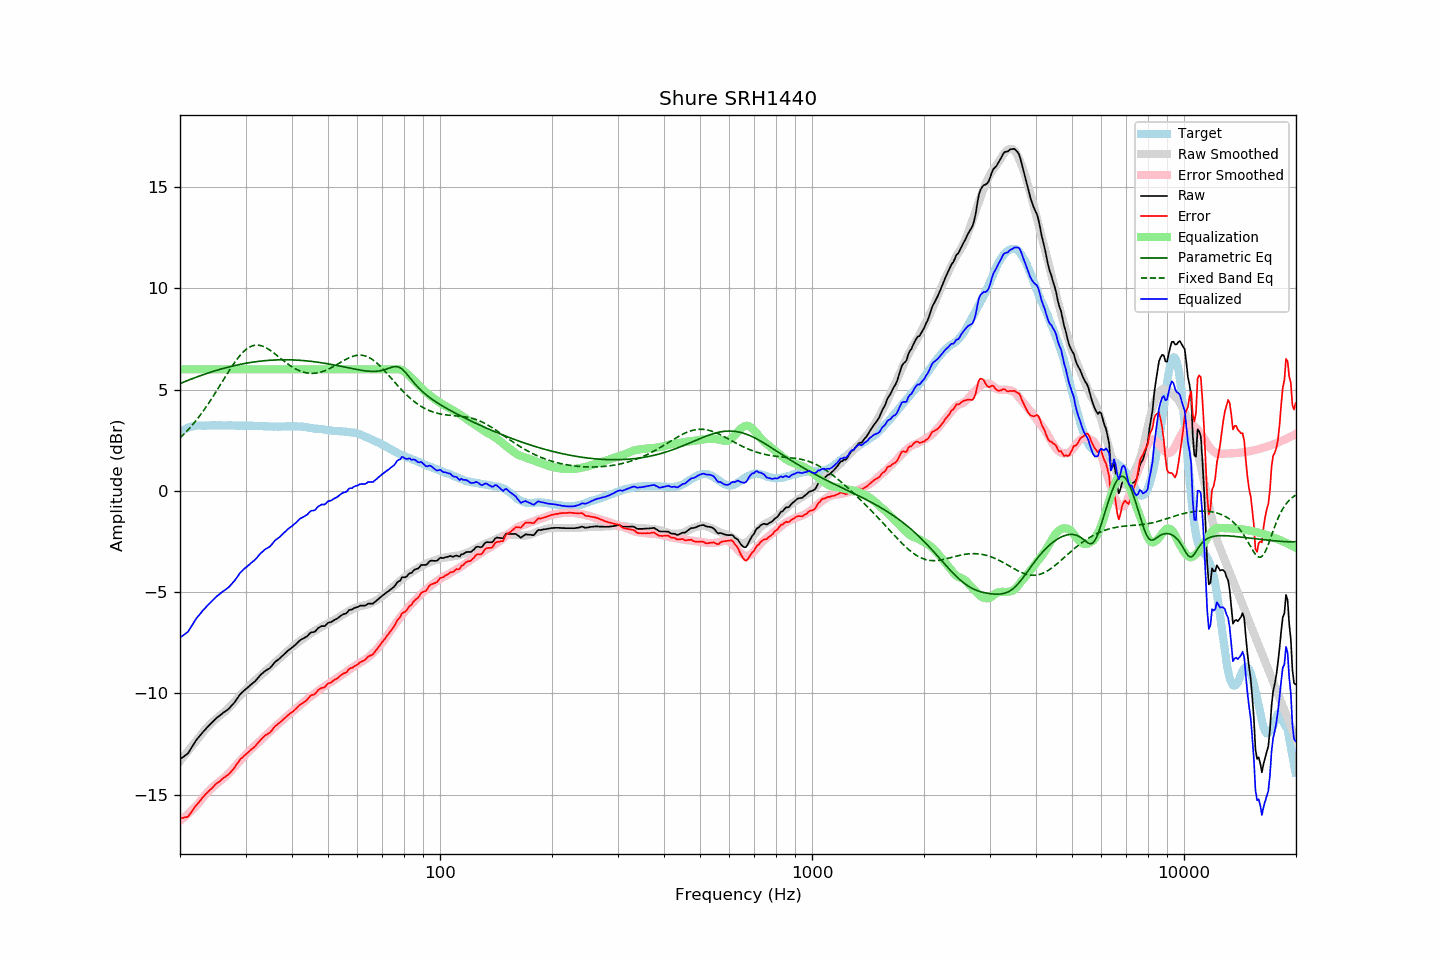 Shure SRH1440
Target
Raw Smoothed
Error Smoothed
Raw
Error
Equalization
Parametric Eq
Fixed Band Eq
Equalized
Amplitude (dBr)
15
10
5
0
−5
−10
−15
100
1000
10000
Frequency (Hz)